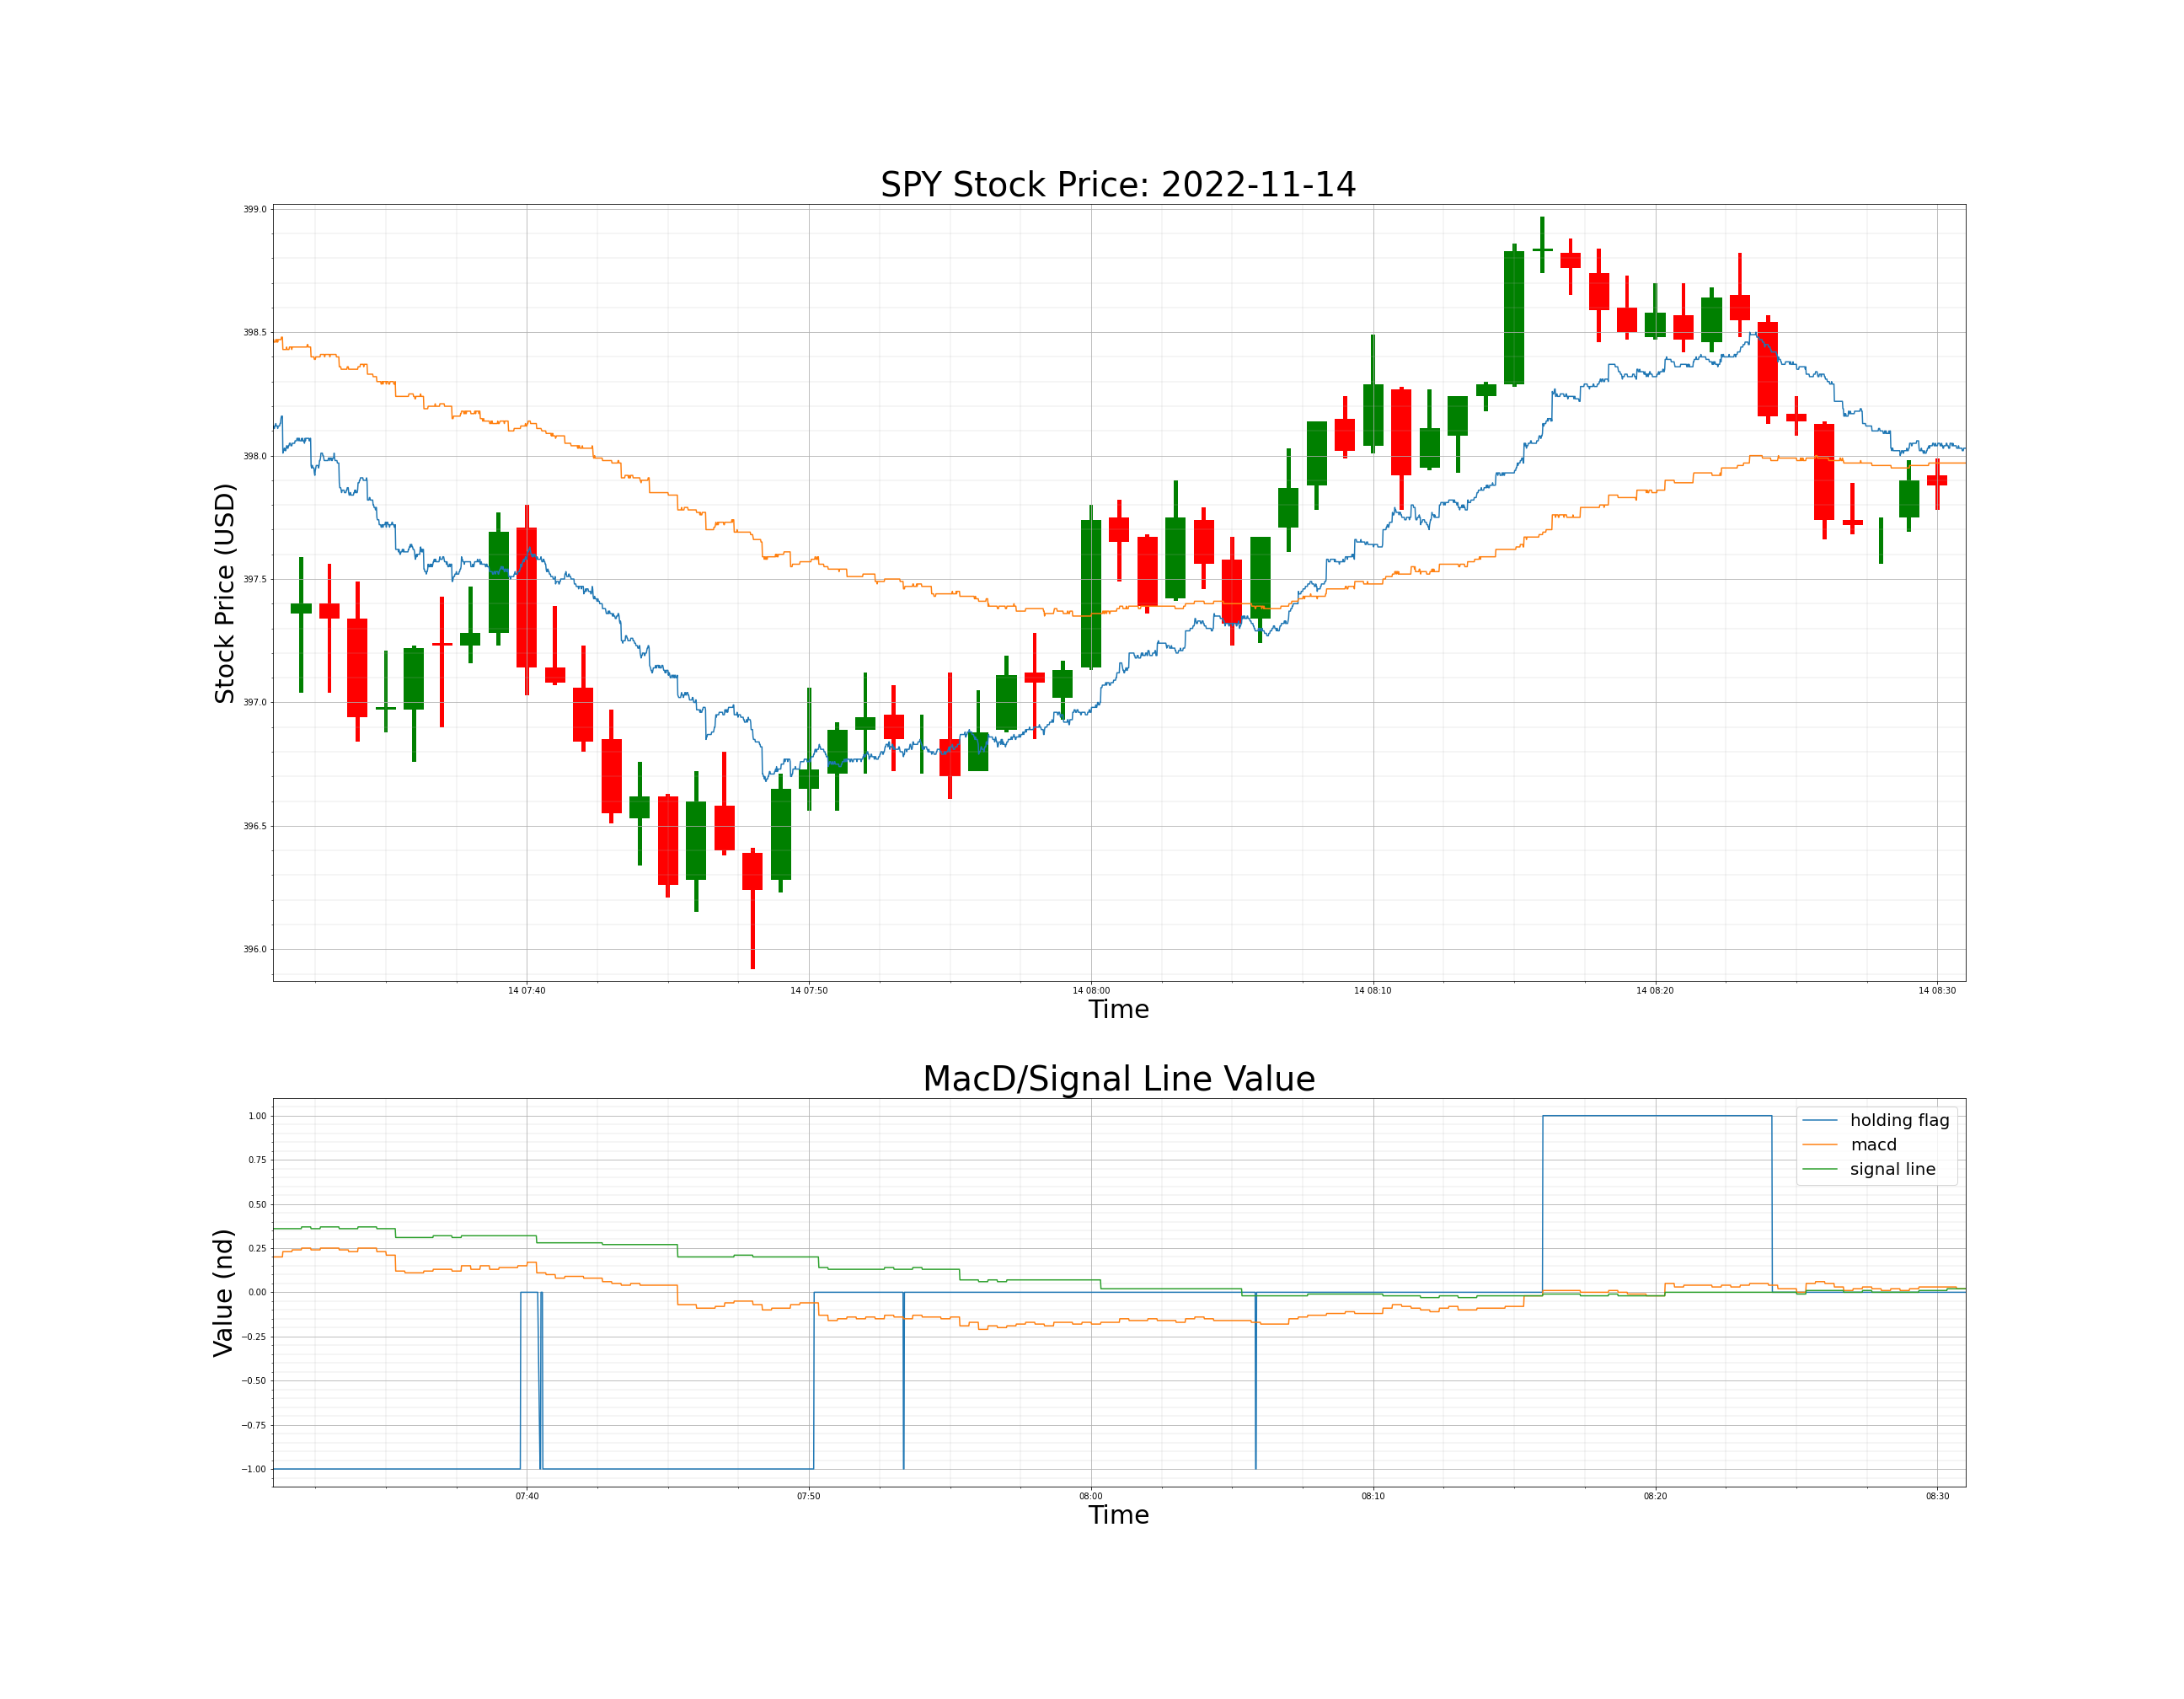 SPY Stock Price: 2022-11-14
Stock Price (USD)
399.0
398.5
398.0
397.5
397.0
396.5
396.0
14 07:40 14 07:50 14 08:00 14 08:10 14 08:20 14 08:30
Time
MacD/Signal Line Value
Value (nd)
1.00
0.75
0.50
0.25
0.00
−0.25
−0.50
−0.75
−1.00
holding flag
macd
signal line
07:40 07:50 08:00 08:10 08:20 08:30
Time